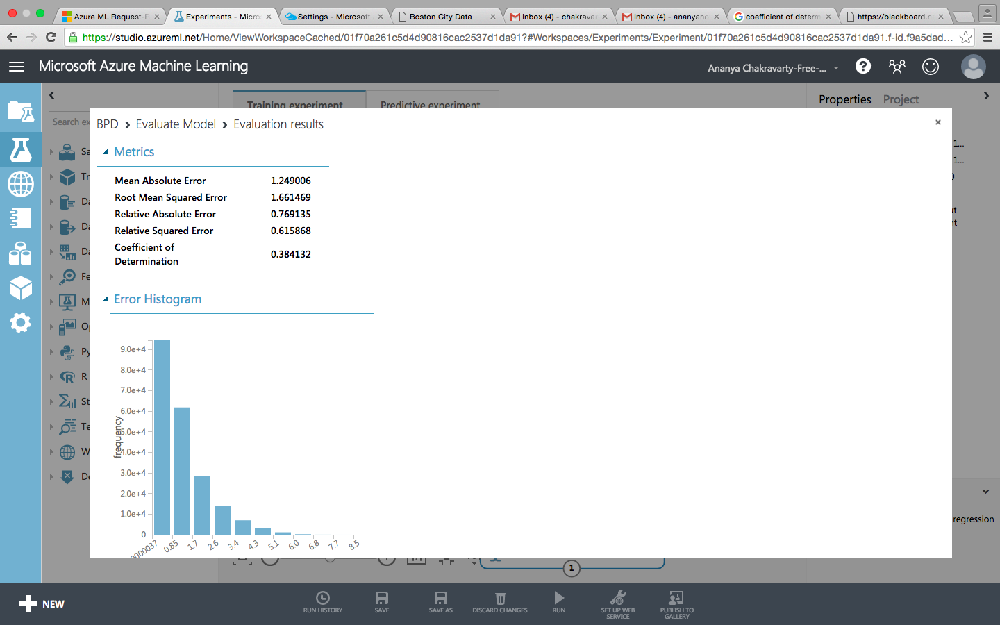 Azure ML Request-R
Experiments - Micro
Settings - Microsoft
Boston City Data
Inbox (4) - chakravar
Inbox (4) - ananyano
coefficient of determ
https://blackboard.n
https://studio.azureml.net/Home/ViewWorkspaceCached/01f70a261c5d4d90816cac2537d1da91?#Workspaces/Experiments/Experiment/01f70a261c5d4d90816cac2537d1da91.f-id.f9a5dad...
Microsoft Azure Machine Learning
Ananya Chakravarty-Free-...
Training experiment
Predictive experiment
Properties
Project
Search ex
BPD > Evaluate Model > Evaluation results
Metrics
Mean Absolute Error 1.249006
Root Mean Squared Error 1.661469
Relative Absolute Error 0.769135
Relative Squared Error 0.615868
Coefficient of
Determination 0.384132
Error Histogram
frequency
9.0e+4
8.0e+4
7.0e+4
6.0e+4
5.0e+4
4.0e+4
3.0e+4
2.0e+4
1.0e+4
0
0000037 0.85 1.7 2.6 3.4 4.3 5.1 6.0 6.8 7.7 8.5
Sa
Tr
Da
Da
Da
Fe
M
Op
Py
R
St
Te
W
De
1...
1...
regression
1
NEW
RUN HISTORY
SAVE
SAVE AS
DISCARD CHANGES
RUN
SET UP WEB
SERVICE
PUBLISH TO
GALLERY